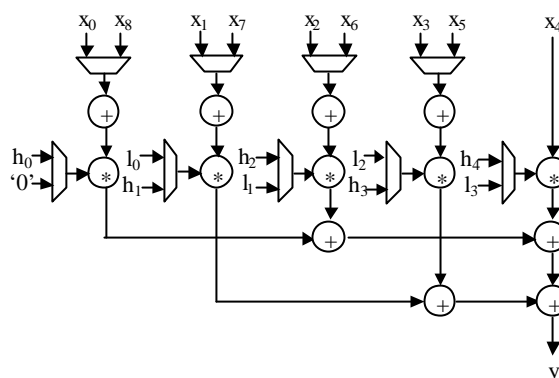 x0 x8 x1 x7 x2 x6 x3 x5 x4
+ + + +
h0 l0 h2 l2 h4
* * * * *
‘0’ h1 l1 h3 l3
+ +
+ +
y